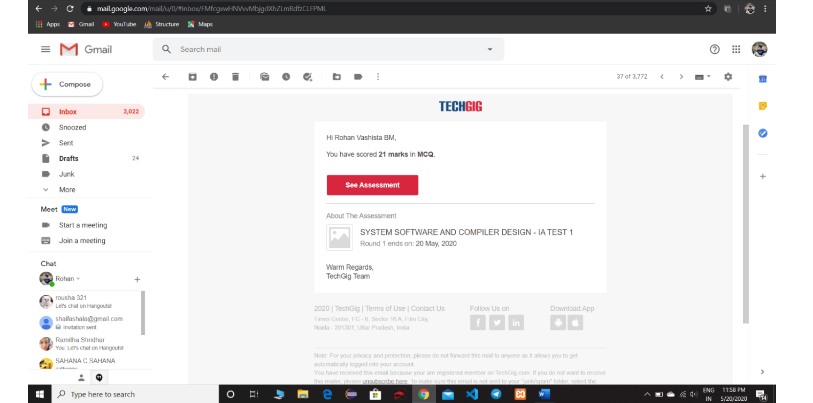 mail.google.com/mail/u/0/#inbox/FMfcgxwHNVvvMbjgdXhZLmRdfzCLFPML
Apps Gmail YouTube Structure Maps
Gmail
Search mail
Compose
37 of 3,772
Inbox 3,022
Snoozed
Sent
Drafts 24
Junk
More
Meet New
Start a meeting
Join a meeting
Chat
Rohan
rousha 321
Let's chat on Hangouts!
shaifashala@gmail.com
Invitation sent
Ramitha Shridhar
You: Let's chat on Hangouts!
SAHANA C SAHANA
TECHGIG
Hi Rohan Vashista BM,
You have scored 21 marks in MCQ.
See Assessment
About The Assessment
SYSTEM SOFTWARE AND COMPILER DESIGN - IA TEST 1
Round 1 ends on: 20 May, 2020
Warm Regards,
TechGig Team
2020 | TechGig | Terms of Use | Contact Us
Times Center, FC - 6, Sector 16 A, Film City,
Noida - 201301, Uttar Pradesh, India
Follow Us on
Download App
Note: For your privacy and protection, please do not forward this mail to anyone as it allows you to get
automatically logged into your account.
You have received this email because your are registered member on TechGig.com. If you do not want to receive
this mailer, please unsubscribe here. To make sure this email is not sent to your "junk/spam" folder, select the
Type here to search
ENG 11:58 PM
IN 5/20/2020